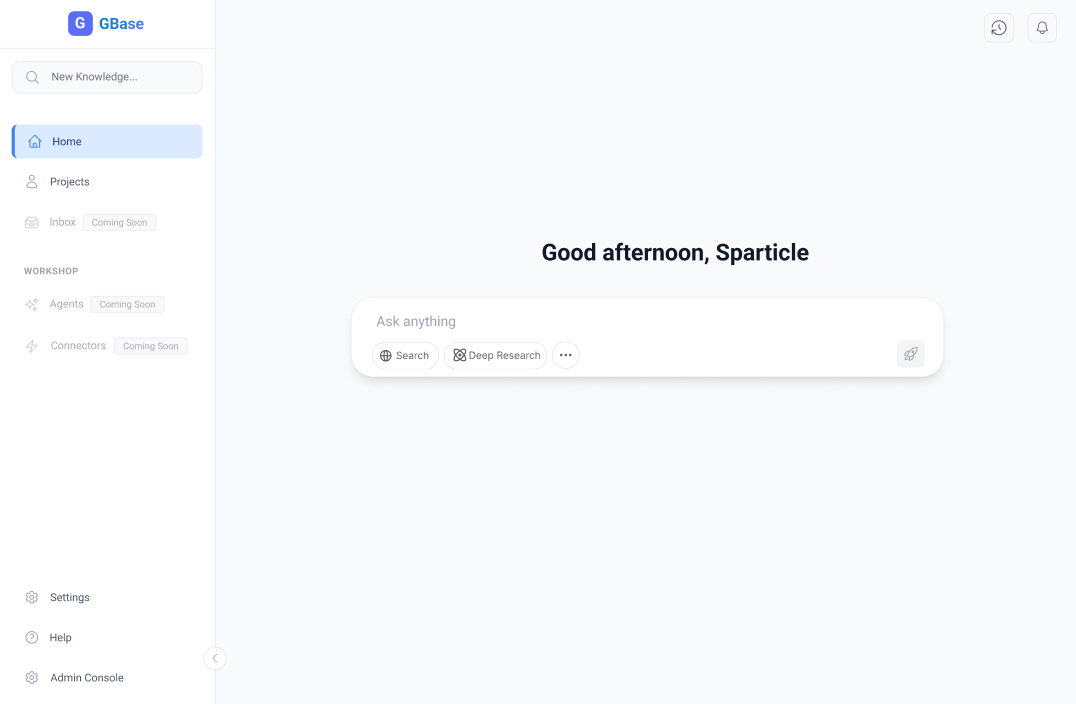 G GBase
New Knowledge...
Home
Projects
Inbox Coming Soon
WORKSHOP
Agents Coming Soon
Connectors Coming Soon
Settings
Help
Admin Console
Good afternoon, Sparticle
Ask anything
Search Deep Research